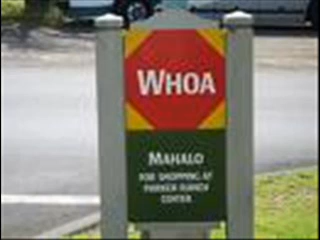 WHOA
MAHALO
FOR SHOPPING AT
PARKER RANCH
CENTER